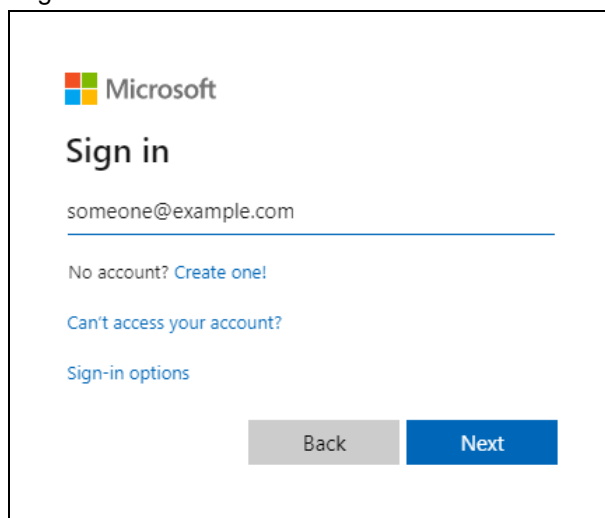 Microsoft
Sign in
someone@example.com
No account? Create one!
Can't access your account?
Sign-in options
Back Next